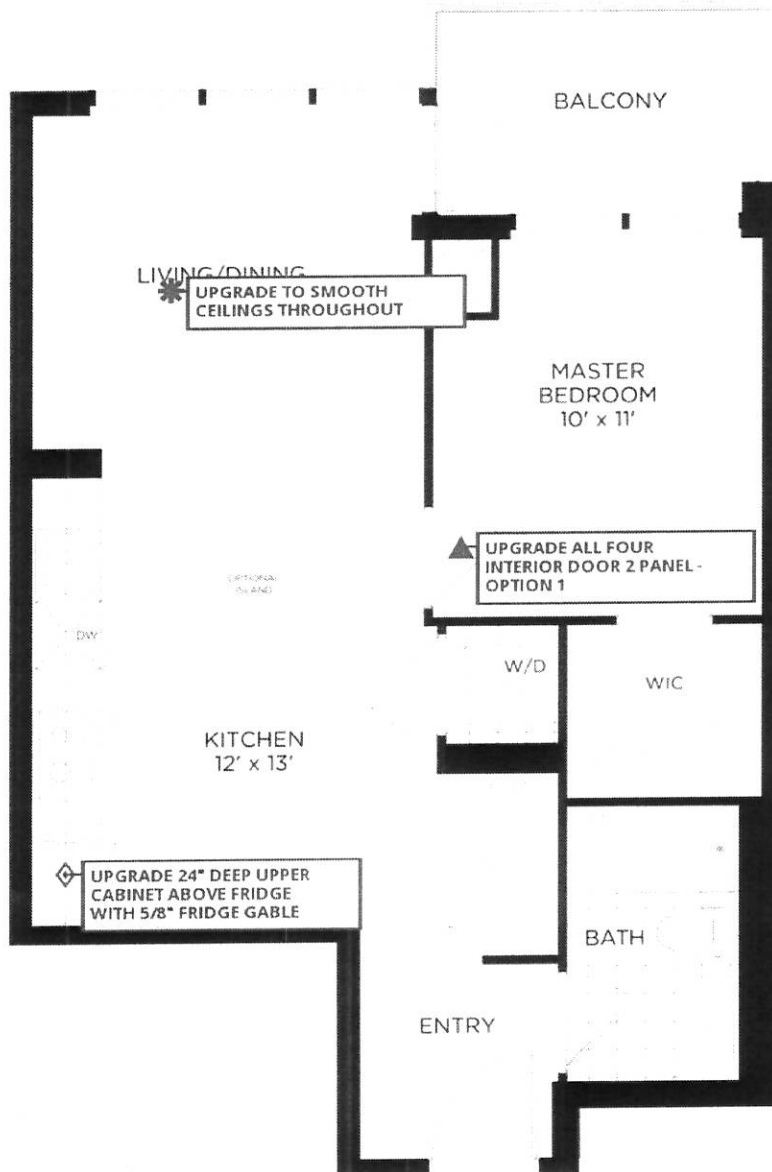 BALCONY
LIVING/DINING
UPGRADE TO SMOOTH
CEILINGS THROUGHOUT
MASTER
BEDROOM
10' x 11'
UPGRADE ALL FOUR
INTERIOR DOOR 2 PANEL -
OPTION 1
OPTIONAL
ISLAND
DW
W/D
WIC
KITCHEN
12' x 13'
UPGRADE 24" DEEP UPPER
CABINET ABOVE FRIDGE
WITH 5/8" FRIDGE GABLE
BATH
ENTRY